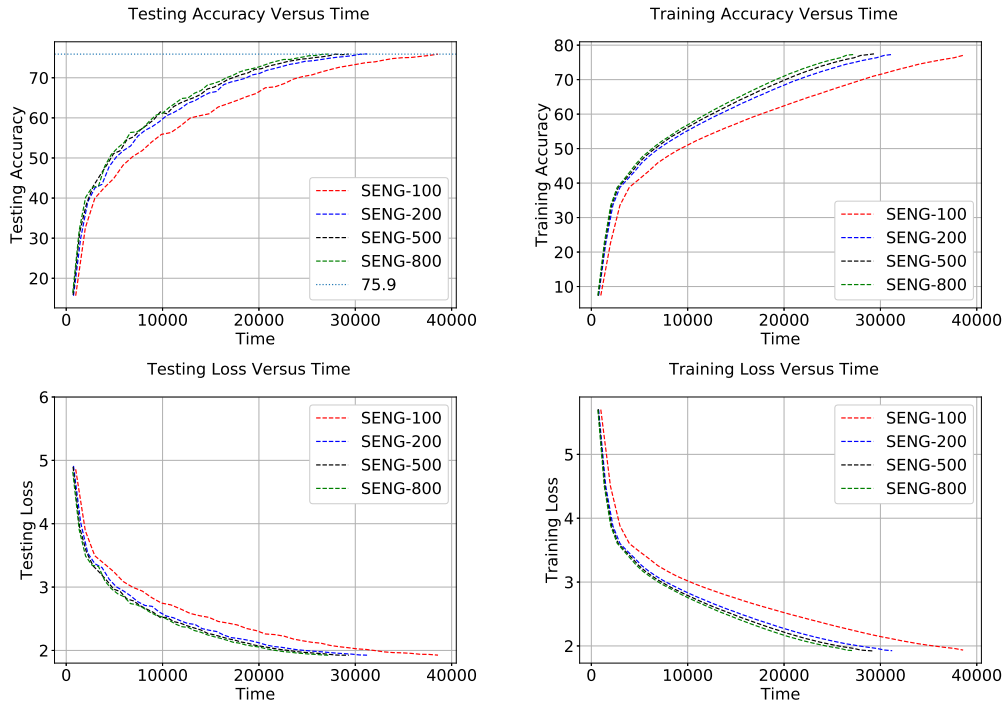 Testing Accuracy Versus Time
Testing Accuracy
70
60
50
40
30
20
SENG-100
SENG-200
SENG-500
SENG-800
75.9
0 10000 20000 30000 40000
Time
Training Accuracy Versus Time
Training Accuracy
80
70
60
50
40
30
20
10
SENG-100
SENG-200
SENG-500
SENG-800
0 10000 20000 30000 40000
Time
Testing Loss Versus Time
Testing Loss
6
5
4
3
2
SENG-100
SENG-200
SENG-500
SENG-800
0 10000 20000 30000 40000
Time
Training Loss Versus Time
Training Loss
5
4
3
2
SENG-100
SENG-200
SENG-500
SENG-800
0 10000 20000 30000 40000
Time